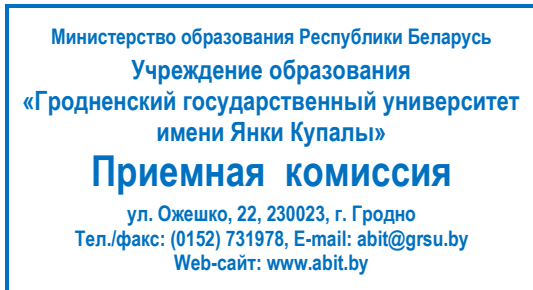 Министерство образования Республики Беларусь
Учреждение образования
«Гродненский государственный университет
имени Янки Купалы»
Приемная комиссия
ул. Ожешко, 22, 230023, г. Гродно
Тел./факс: (0152) 731978, E-mail: abit@grsu.by
Web-сайт: www.abit.by